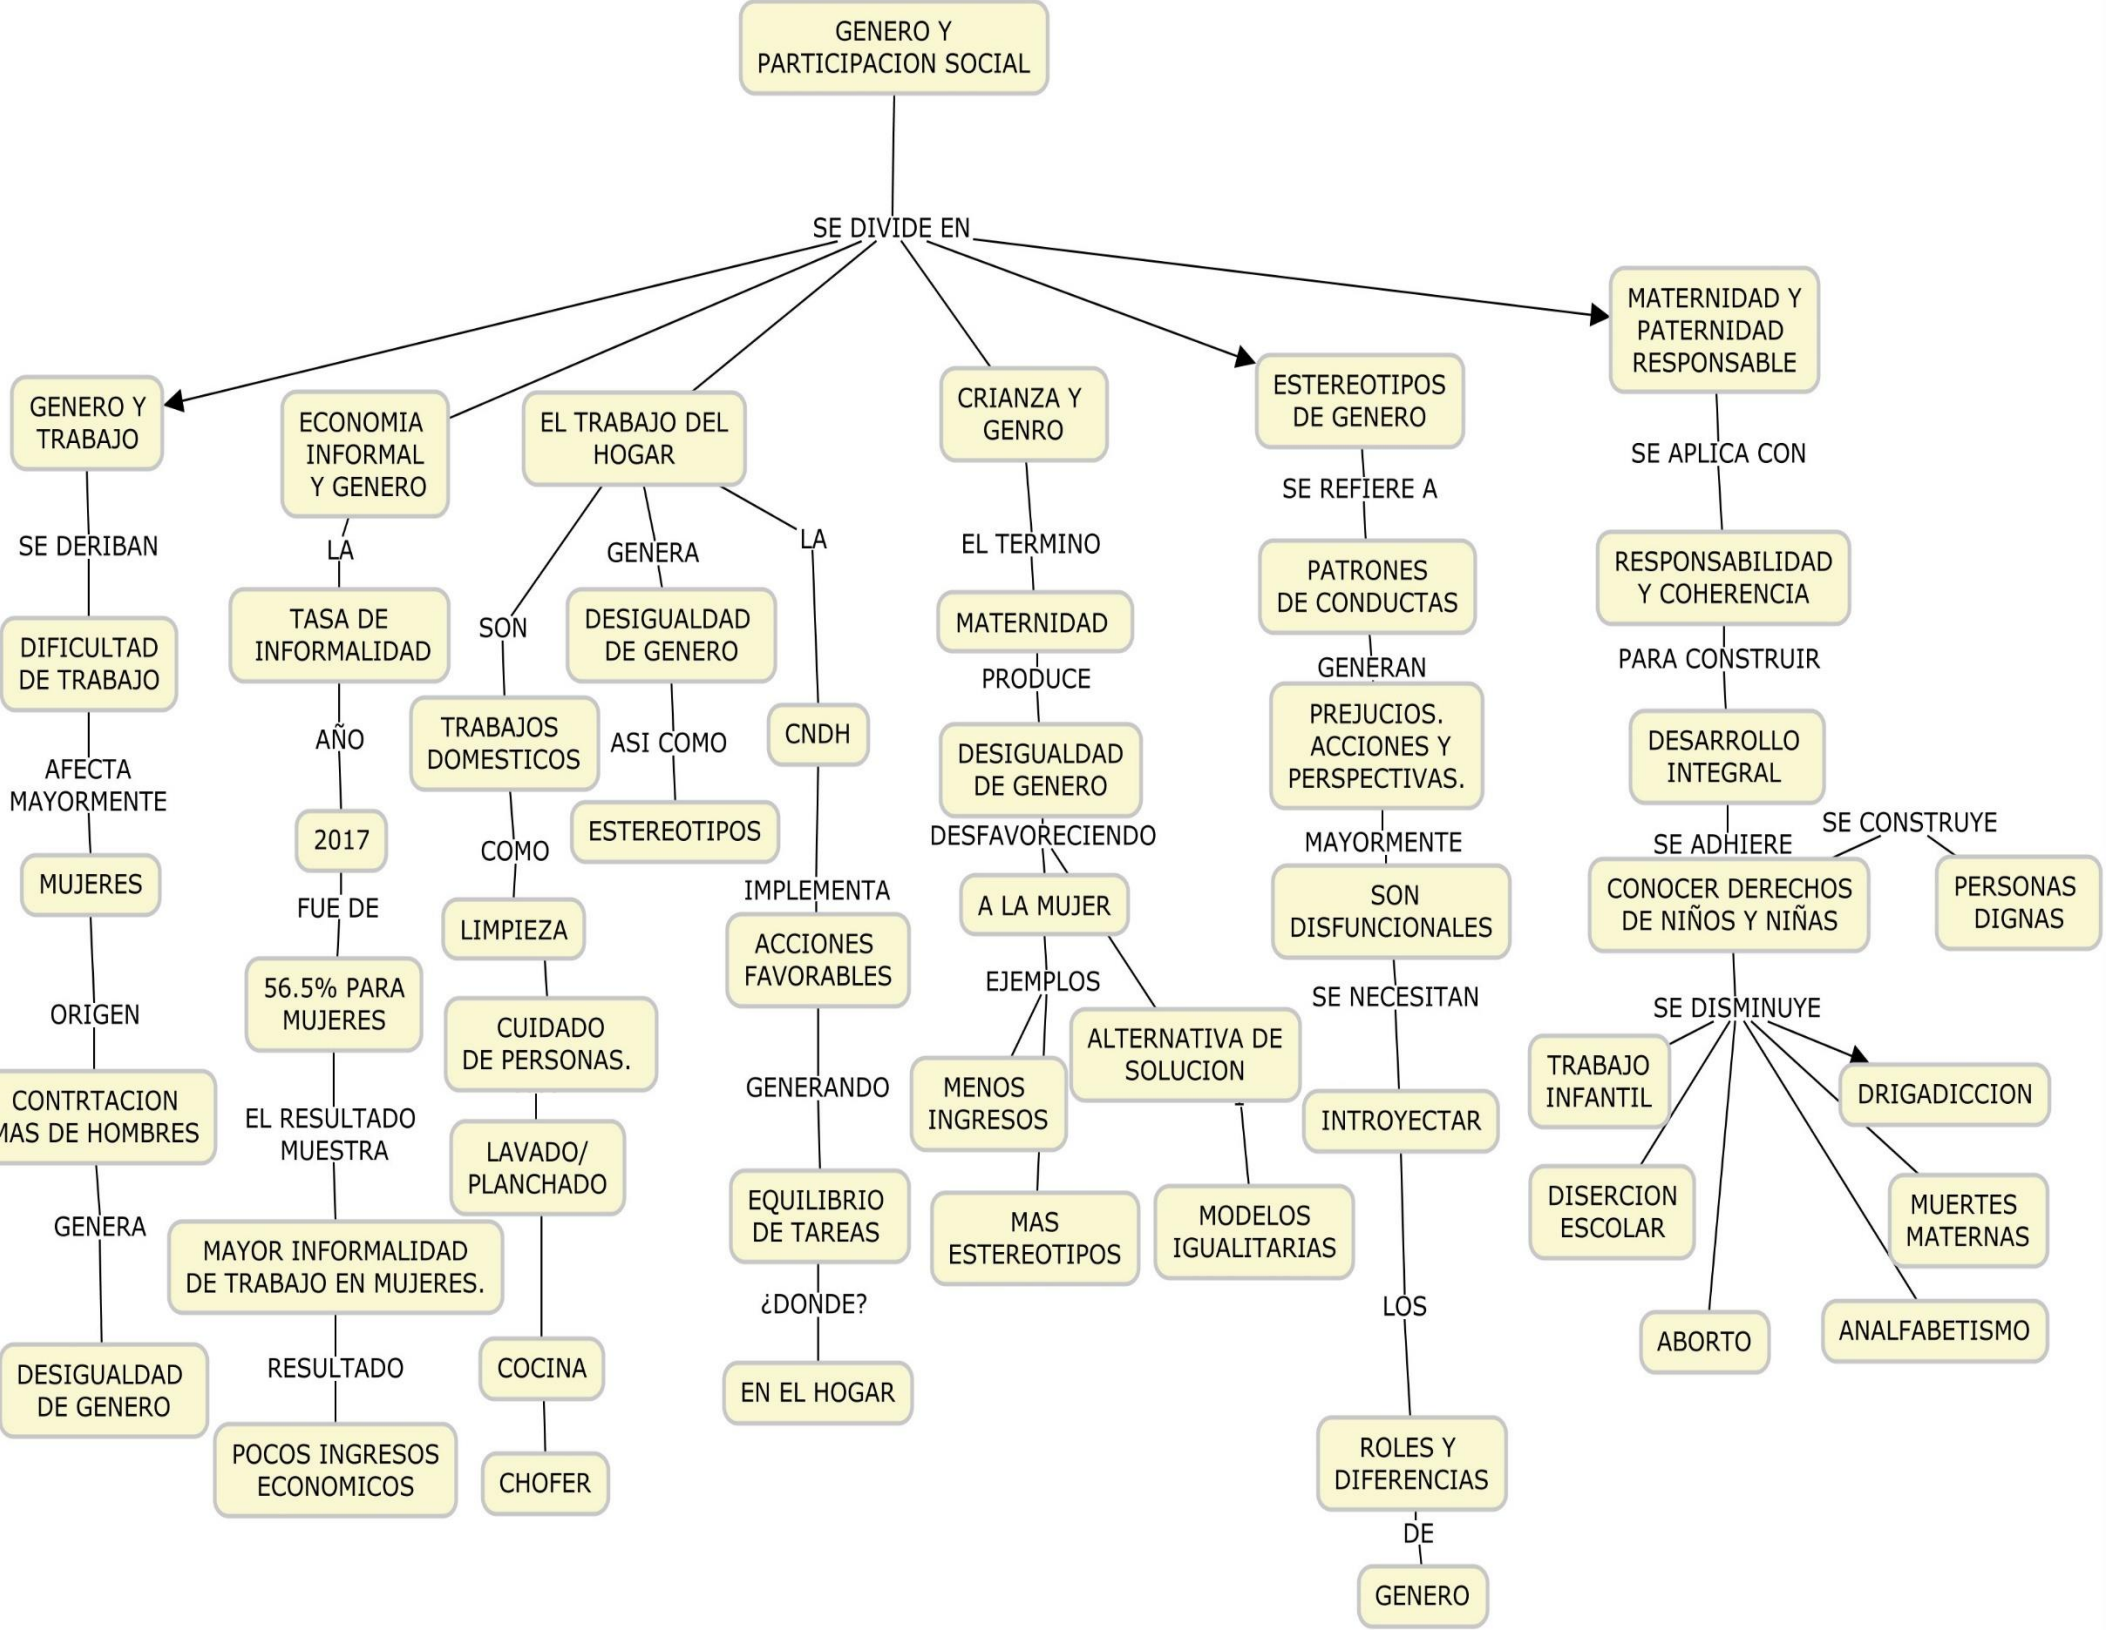 GENERO Y
PARTICIPACION SOCIAL
SE DIVIDE EN
GENERO Y
TRABAJO
SE DERIBAN
DIFICULTAD
DE TRABAJO
AFECTA
MAYORMENTE
MUJERES
ORIGEN
CONTRTACION
MAS DE HOMBRES
GENERA
DESIGUALDAD
DE GENERO
ECONOMIA
INFORMAL
Y GENERO
LA
TASA DE
INFORMALIDAD
AÑO
2017
FUE DE
56.5% PARA
MUJERES
EL RESULTADO
MUESTRA
MAYOR INFORMALIDAD
DE TRABAJO EN MUJERES.
RESULTADO
POCOS INGRESOS
ECONOMICOS
EL TRABAJO DEL
HOGAR
SON
TRABAJOS
DOMESTICOS
COMO
LIMPIEZA
CUIDADO
DE PERSONAS.
LAVADO/
PLANCHADO
COCINA
CHOFER
GENERA
DESIGUALDAD
DE GENERO
ASI COMO
ESTEREOTIPOS
LA
CNDH
IMPLEMENTA
ACCIONES
FAVORABLES
GENERANDO
EQUILIBRIO
DE TAREAS
¿DONDE?
EN EL HOGAR
CRIANZA Y
GENRO
EL TERMINO
MATERNIDAD
PRODUCE
DESIGUALDAD
DE GENERO
DESFAVORECIENDO
A LA MUJER
EJEMPLOS
MENOS
INGRESOS
MAS
ESTEREOTIPOS
ALTERNATIVA DE
SOLUCION
MODELOS
IGUALITARIAS
ESTEREOTIPOS
DE GENERO
SE REFIERE A
PATRONES
DE CONDUCTAS
GENERAN
PREJUCIOS.
ACCIONES Y
PERSPECTIVAS.
MAYORMENTE
SON
DISFUNCIONALES
SE NECESITAN
INTROYECTAR
LOS
ROLES Y
DIFERENCIAS
DE
GENERO
MATERNIDAD Y
PATERNIDAD
RESPONSABLE
SE APLICA CON
RESPONSABILIDAD
Y COHERENCIA
PARA CONSTRUIR
DESARROLLO
INTEGRAL
SE ADHIERE
CONOCER DERECHOS
DE NIÑOS Y NIÑAS
SE CONSTRUYE
PERSONAS
DIGNAS
SE DISMINUYE
TRABAJO
INFANTIL
DISERCION
ESCOLAR
ABORTO
ANALFABETISMO
MUERTES
MATERNAS
DRIGADICCION